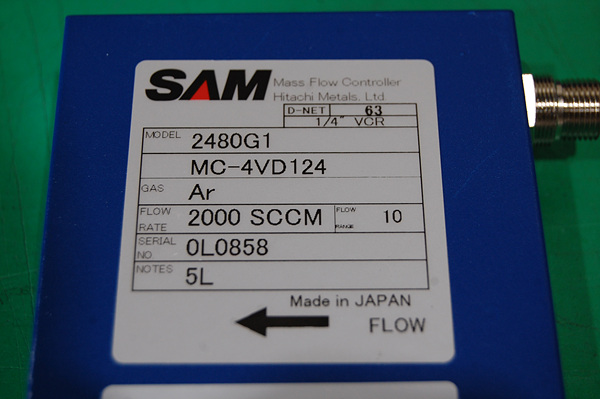 SAM Mass Flow Controller
Hitachi Metals. Ltd.
D-NET 63
1/4" VCR
MODEL 2480G1
MC-4VD124
GAS Ar
FLOW RATE 2000 SCCM FLOW RANGE 10
SERIAL NO 0L0858
NOTES 5L
Made in JAPAN
FLOW